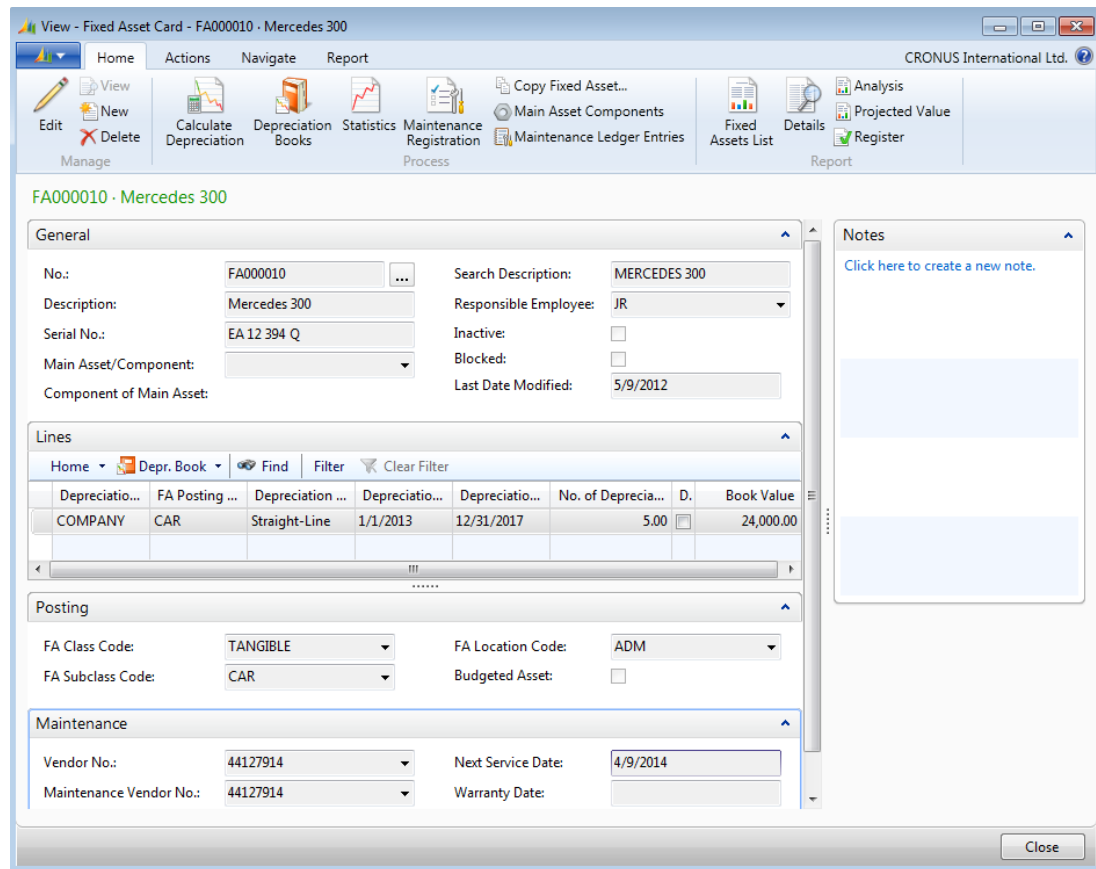 View - Fixed Asset Card - FA000010 · Mercedes 300
Home Actions Navigate Report CRONUS International Ltd.
Edit View New Delete
Manage
Calculate Depreciation Depreciation Books Statistics Maintenance Registration
Copy Fixed Asset...
Main Asset Components
Maintenance Ledger Entries
Process
Fixed Assets List Details
Analysis
Projected Value
Register
Report
FA000010 · Mercedes 300
General
No.: FA000010 ... Search Description: MERCEDES 300
Description: Mercedes 300 Responsible Employee: JR
Serial No.: EA 12 394 Q Inactive:
Main Asset/Component: Blocked:
Component of Main Asset: Last Date Modified: 5/9/2012
Lines
Home Depr. Book Find Filter Clear Filter
Depreciatio... FA Posting ... Depreciation ... Depreciatio... Depreciatio... No. of Deprecia... D. Book Value
COMPANY CAR Straight-Line 1/1/2013 12/31/2017 5.00 24,000.00
Posting
FA Class Code: TANGIBLE FA Location Code: ADM
FA Subclass Code: CAR Budgeted Asset:
Maintenance
Vendor No.: 44127914 Next Service Date: 4/9/2014
Maintenance Vendor No.: 44127914 Warranty Date:
Notes
Click here to create a new note.
Close